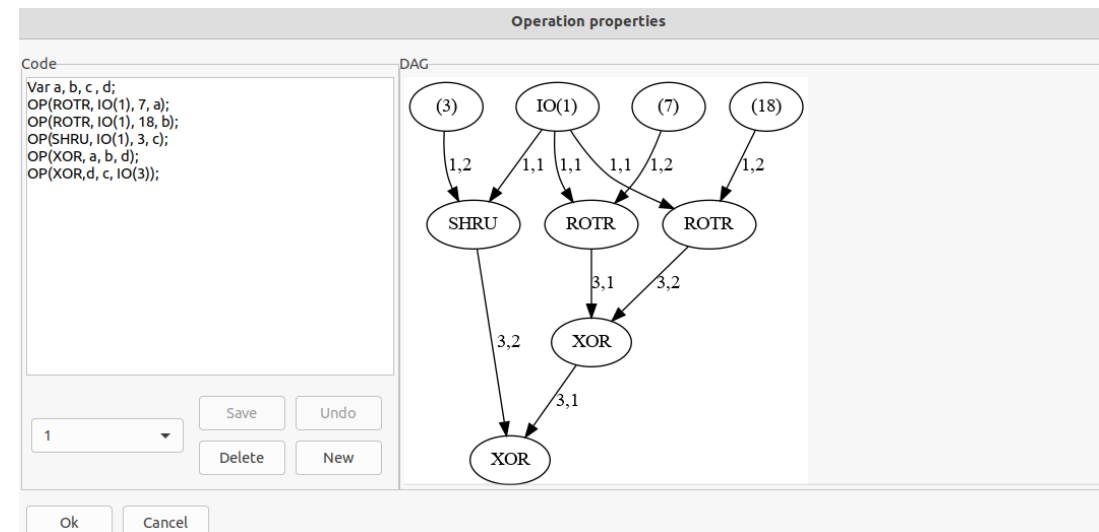 Operation properties
Code
Var a, b, c , d;
OP(ROTR, IO(1), 7, a);
OP(ROTR, IO(1), 18, b);
OP(SHRU, IO(1), 3, c);
OP(XOR, a, b, d);
OP(XOR,d, c, IO(3));
1
Save Undo
Delete New
Ok Cancel
DAG
(3) IO(1) (7) (18)
1,2 1,1 1,1 1,1 1,2 1,2
SHRU ROTR ROTR
3,1 3,2
3,2 XOR
3,1
XOR